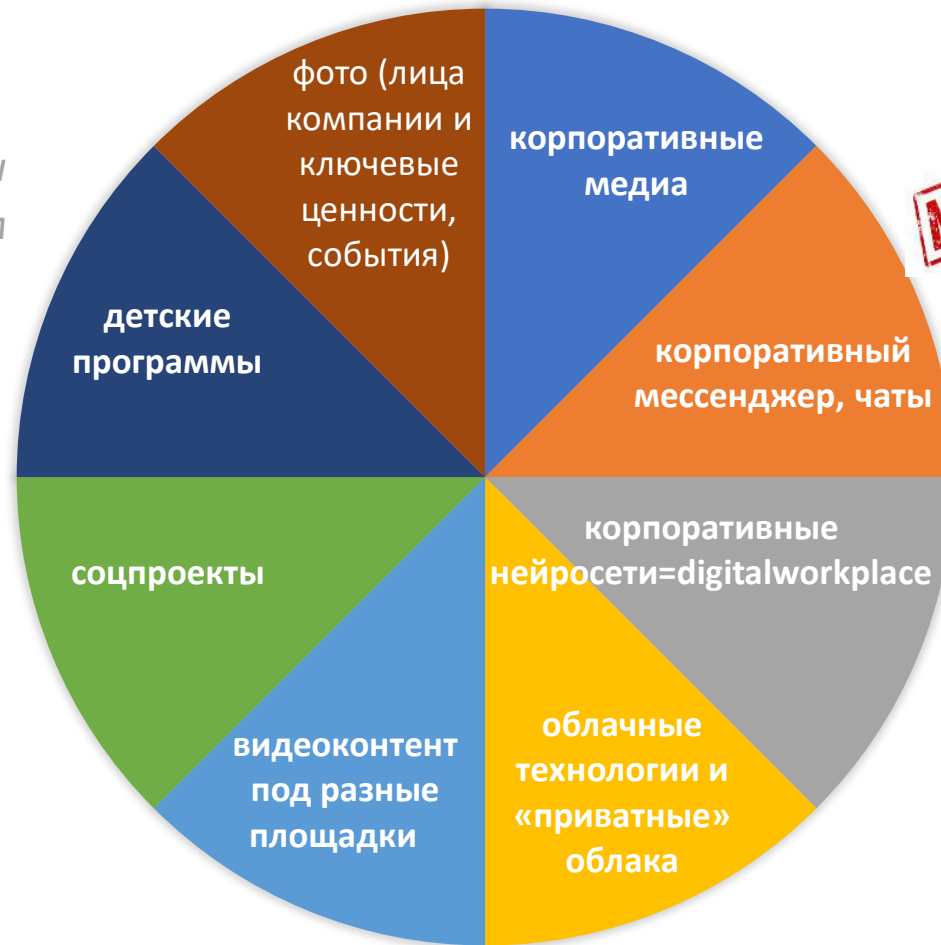 фото (лица
компании и
ключевые
ценности,
события)
корпоративные
медиа
детские
программы
корпоративный
мессенджер, чаты
корпоративные
нейросети=digitalworkplace
соцпроекты
облачные
технологии и
«приватные»
облака
видеоконтент
под разные
площадки